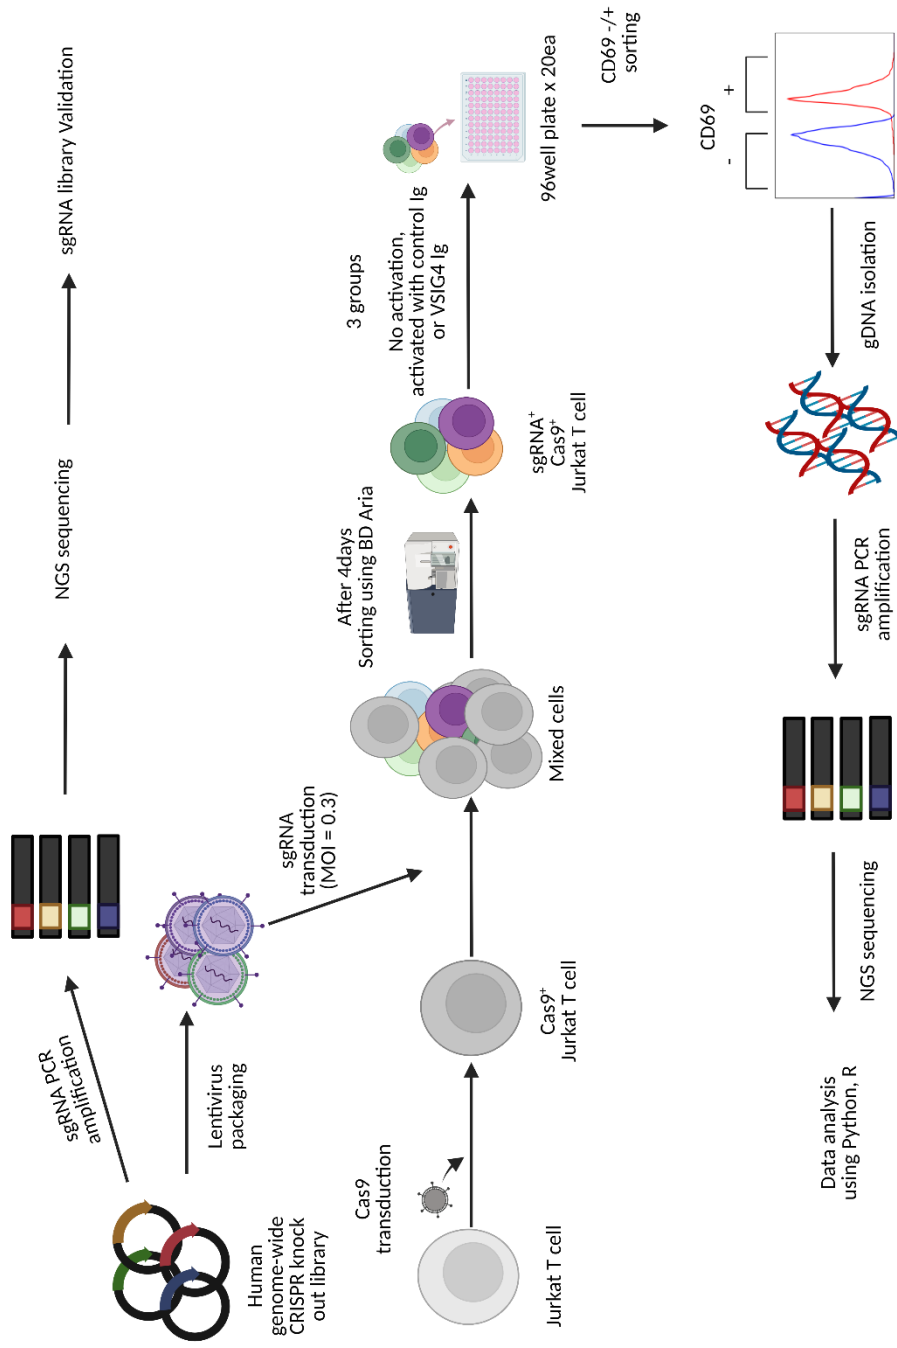 Human
genome-wide
CRISPR knock
out library
sgRNA PCR
amplification
NGS sequencing
sgRNA library Validation
Lentivirus
packaging
sgRNA
transduction
(MOI = 0.3)
Jurkat T cell
Cas9
transduction
Cas9+
Jurkat T cell
Mixed cells
After 4days
Sorting using BD Aria
sgRNA+
Cas9+
Jurkat T cell
3 groups
No activation,
activated with control Ig
or VSIG4 Ig
96well plate x 20ea
CD69 -/+
sorting
CD69
- +
gDNA isolation
sgRNA PCR
amplification
NGS sequencing
Data analysis
using Python, R